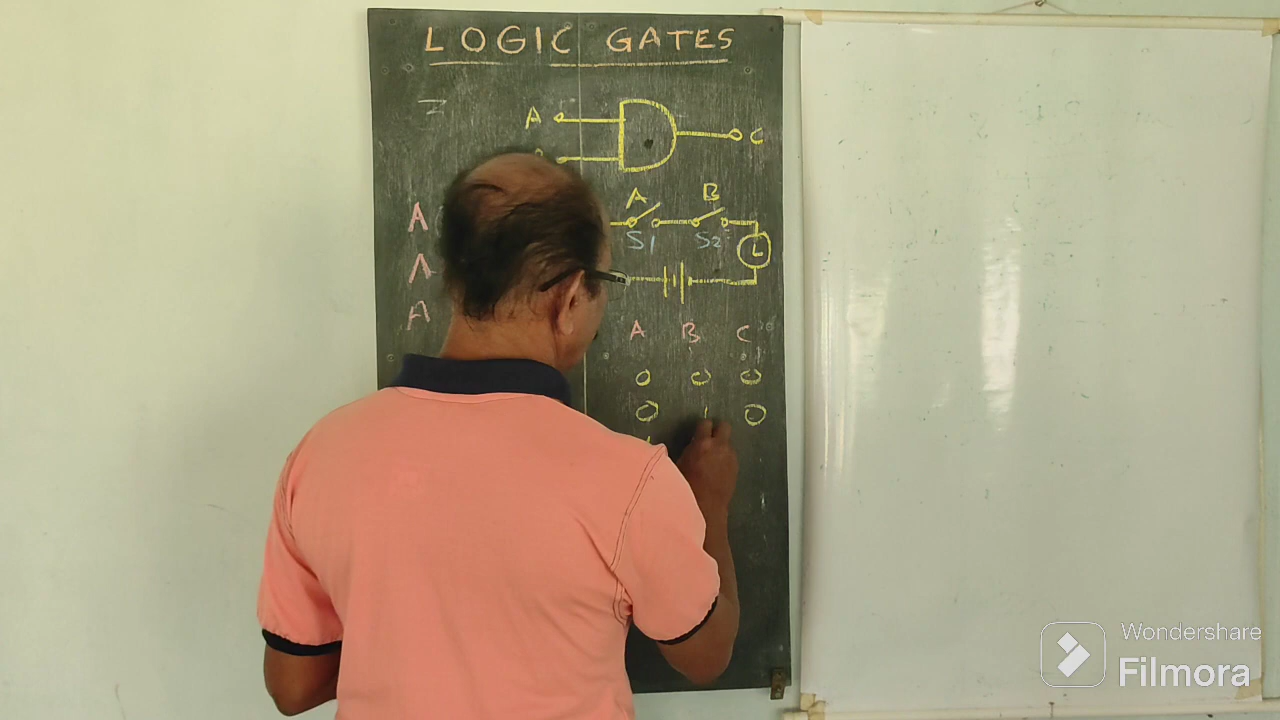 LOGIC GATES
A
C
A B
S1 S2
L
A
A
A B C
0 0 0
0 1 0
Wondershare
Filmora